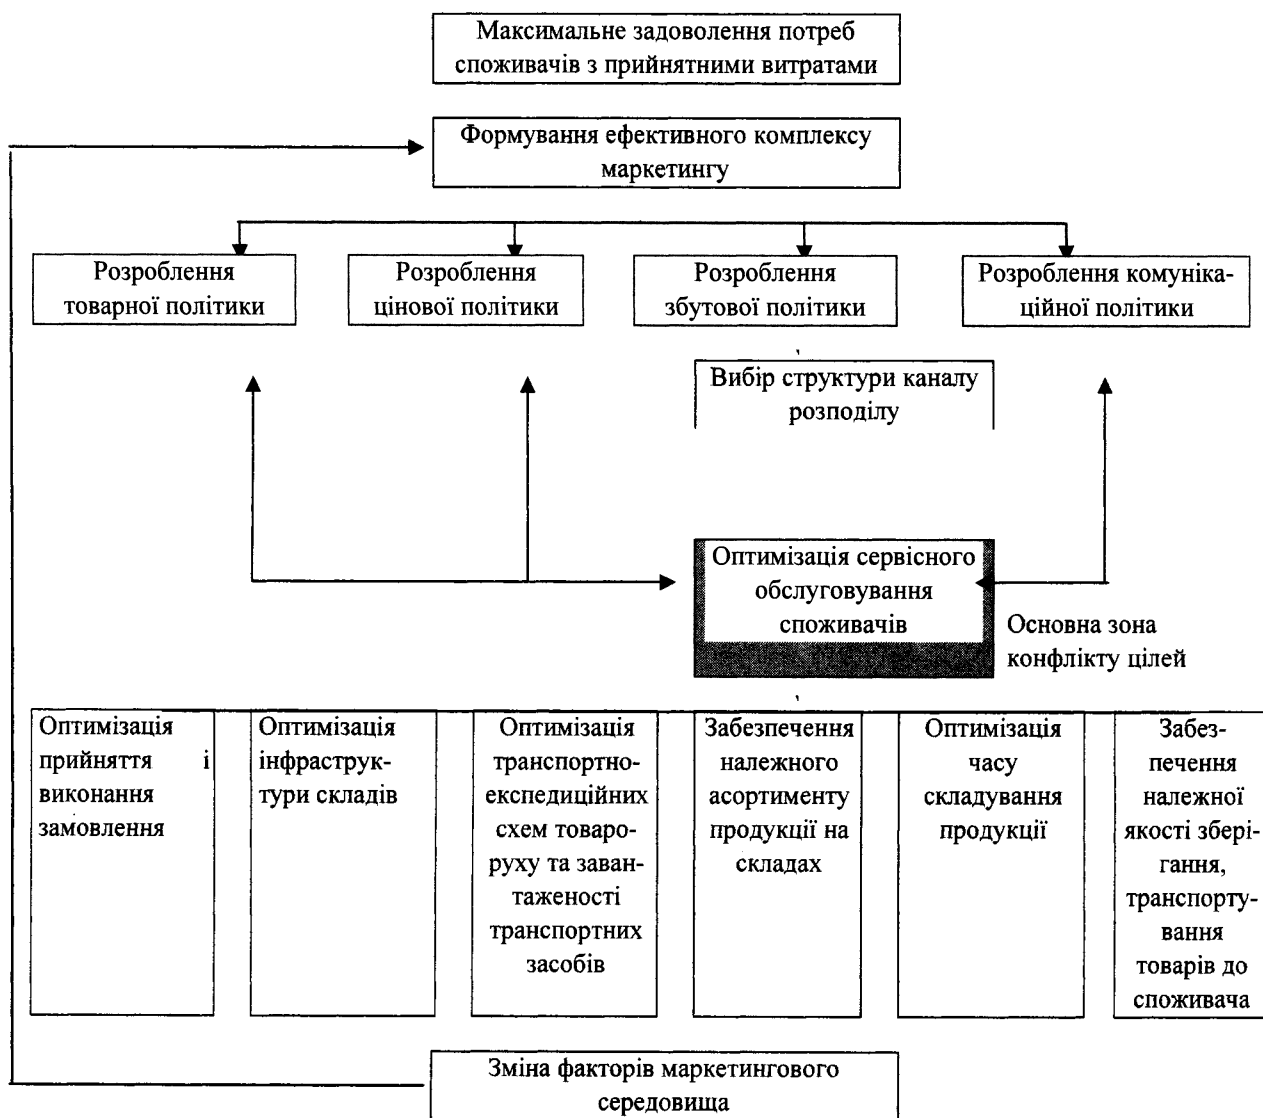 Максимальне задоволення потреб
споживачів з прийнятними витратами
Формування ефективного комплексу
маркетингу
Розроблення
товарної політики
Розроблення
цінової політики
Розроблення
збутової політики
Розроблення комуніка-
ційної політики
Вибір структури каналу
розподілу
Оптимізація сервісного
обслуговування
споживачів
Основна зона
конфлікту цілей
Оптимізація
прийняття і
виконання
замовлення
Оптимізація
інфраструк-
тури складів
Оптимізація
транспортно-
експедиційних
схем товаро-
руху та заван-
таженості
транспортних
засобів
Забезпечення
належного
асортименту
продукції на
складах
Оптимізація
часу
складування
продукції
Забез-
печення
належної
якості збері-
гання,
транспорту-
вання
товарів до
споживача
Зміна факторів маркетингового
середовища